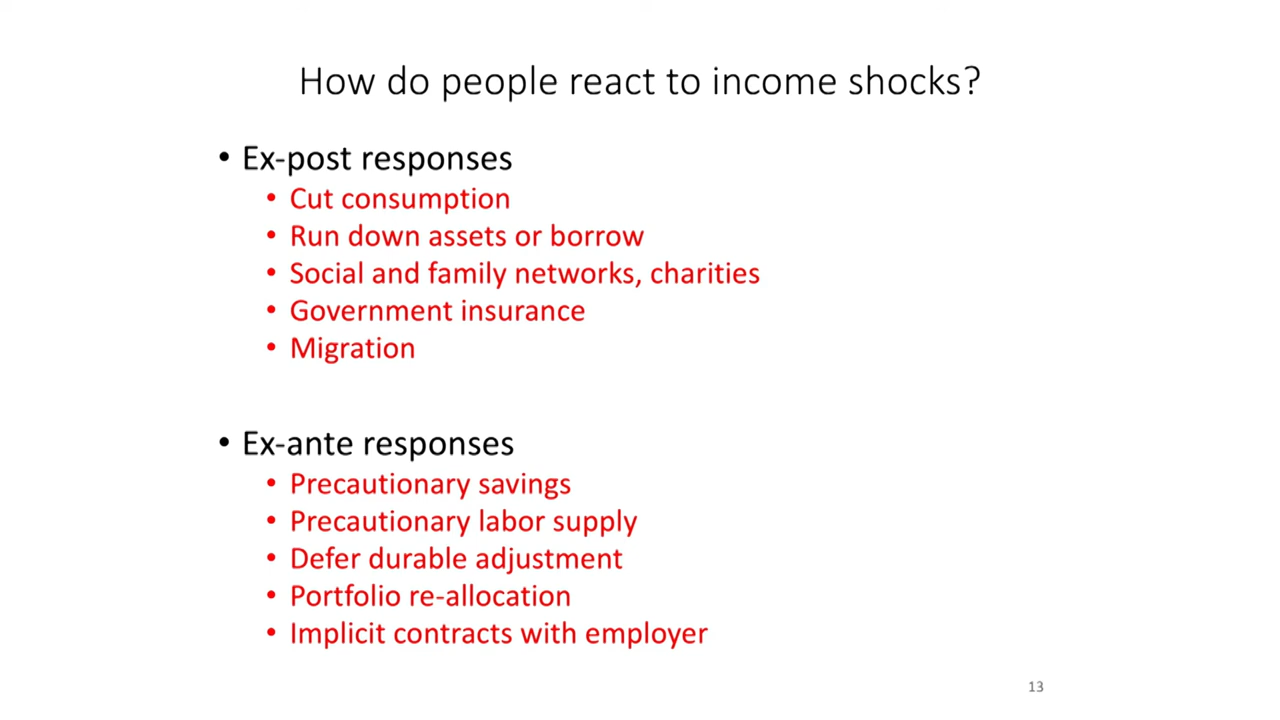 How do people react to income shocks?
• Ex-post responses
• Cut consumption
• Run down assets or borrow
• Social and family networks, charities
• Government insurance
• Migration
• Ex-ante responses
• Precautionary savings
• Precautionary labor supply
• Defer durable adjustment
• Portfolio re-allocation
• Implicit contracts with employer
13